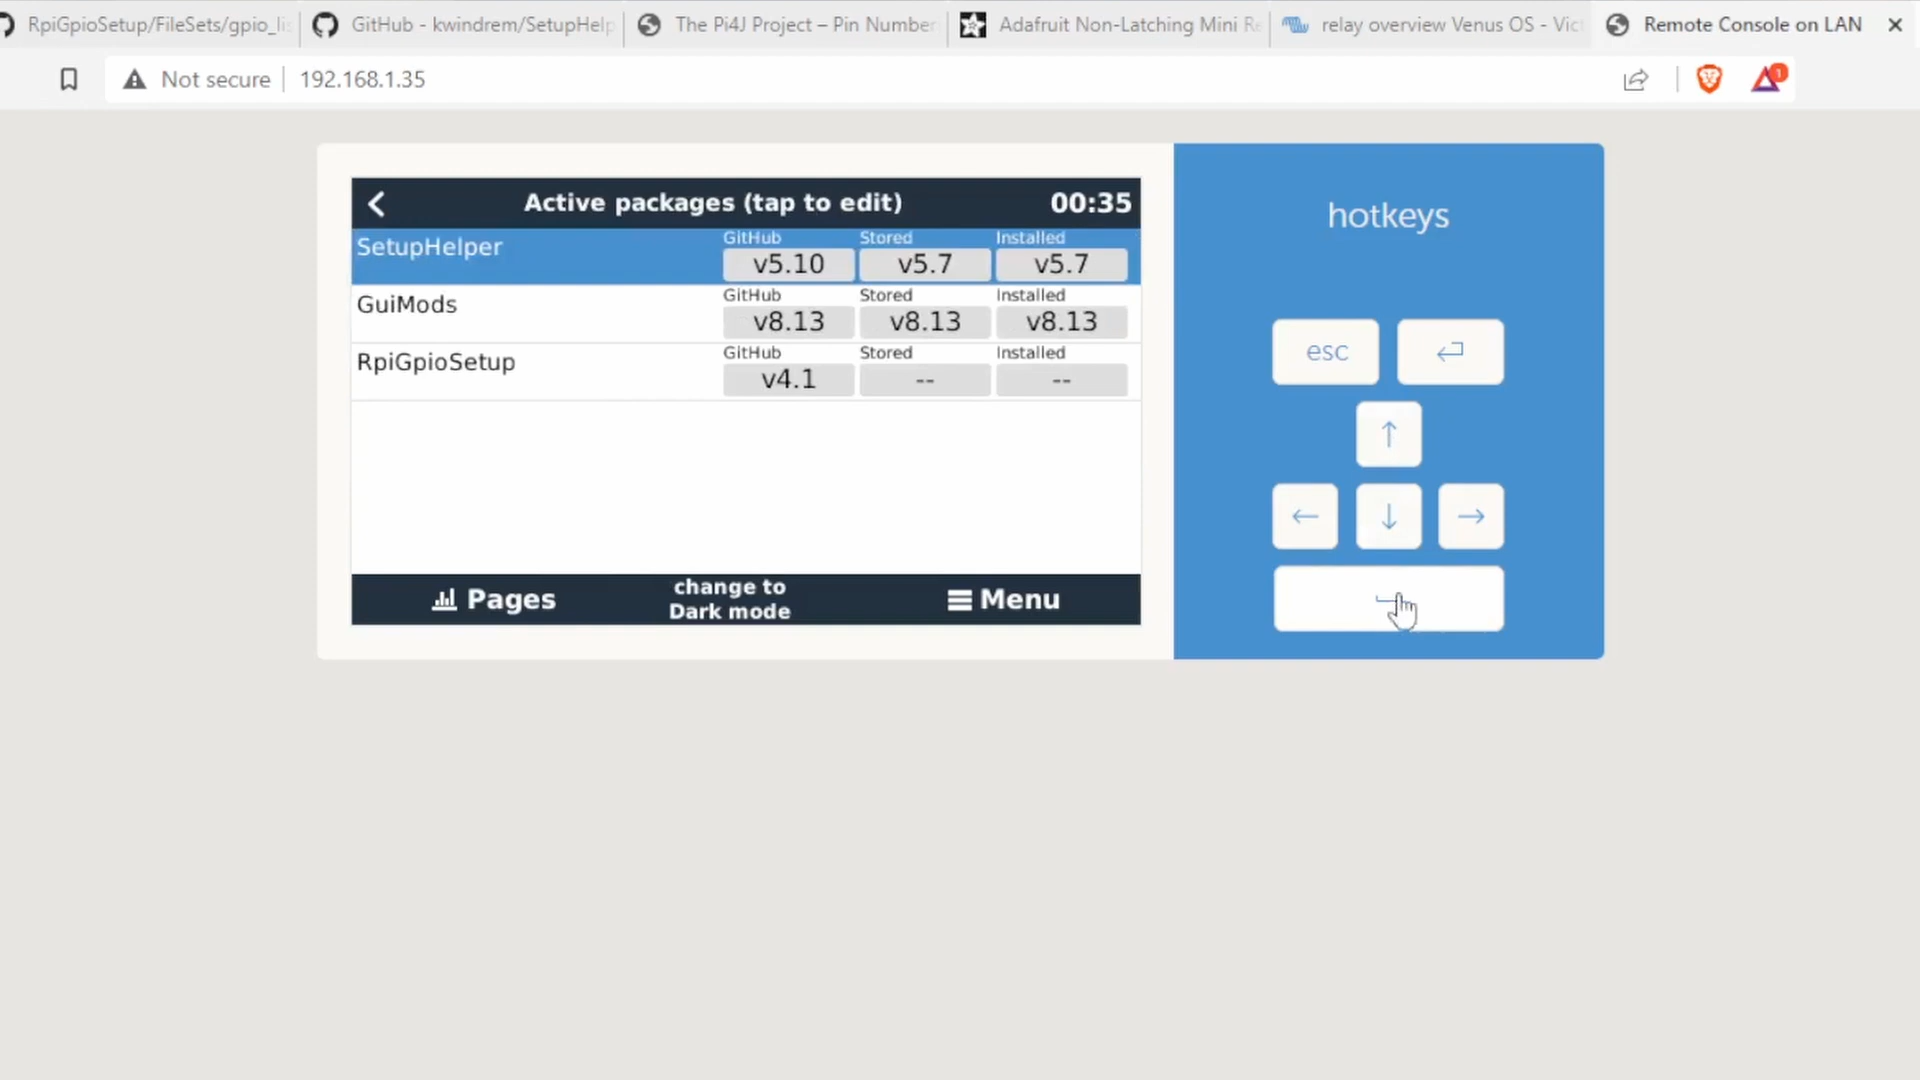 RpiGpioSetup/FileSets/gpio_li
GitHub - kwindrem/SetupHelp
The Pi4J Project – Pin Number
Adafruit Non-Latching Mini Re
relay overview Venus OS - Vict
Remote Console on LAN
Not secure
192.168.1.35
1
Active packages (tap to edit)
00:35
SetupHelper
GitHub Stored Installed
v5.10 v5.7 v5.7
GuiMods
GitHub Stored Installed
v8.13 v8.13 v8.13
RpiGpioSetup
GitHub Stored Installed
v4.1 -- --
Pages
change to
Dark mode
Menu
hotkeys
esc